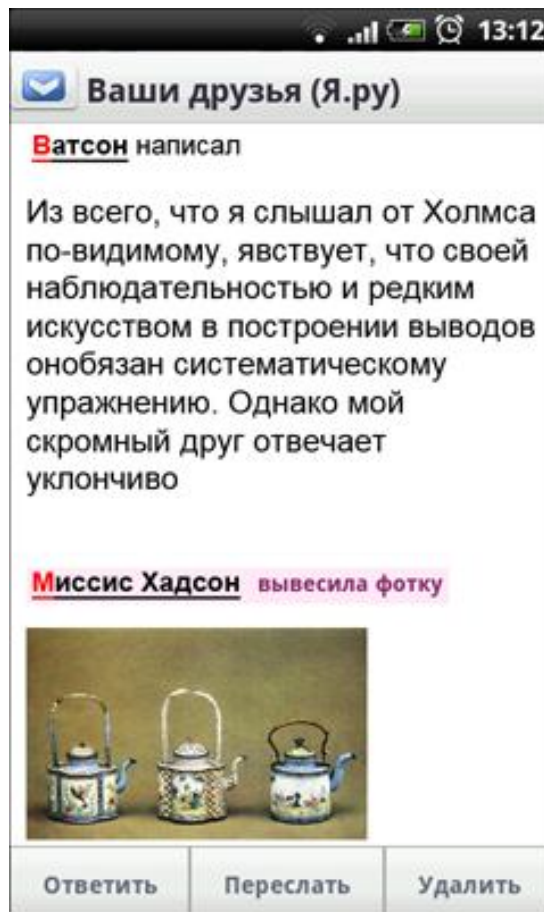 13:12
Ваши друзья (Я.ру)
Ватсон написал
Из всего, что я слышал от Холмса
по-видимому, явствует, что своей
наблюдательностью и редким
искусством в построении выводов
онобязан систематическому
упражнению. Однако мой
скромный друг отвечает
уклончиво
Миссис Хадсон вывесила фотку
Ответить Переслать Удалить